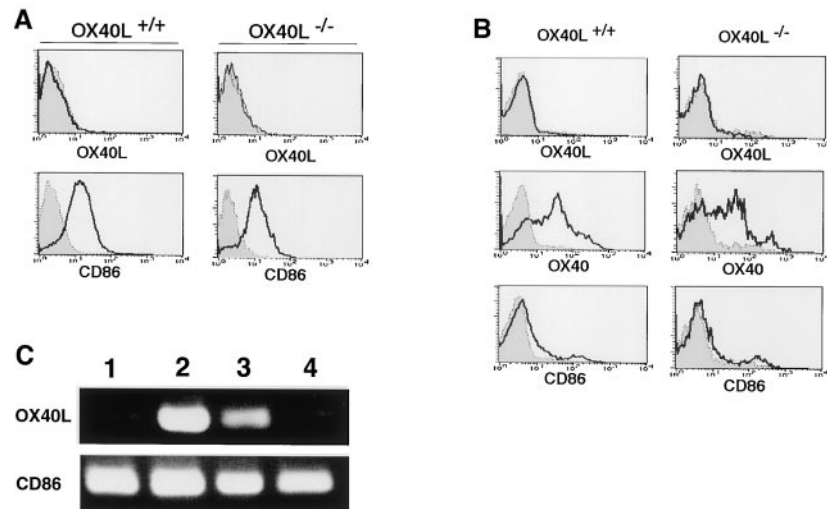 A
OX40L +/+
OX40L -/-
OX40L
OX40L
CD86
CD86
B
OX40L +/+
OX40L -/-
OX40L
OX40L
OX40
OX40
CD86
CD86
C
1 2 3 4
OX40L
CD86